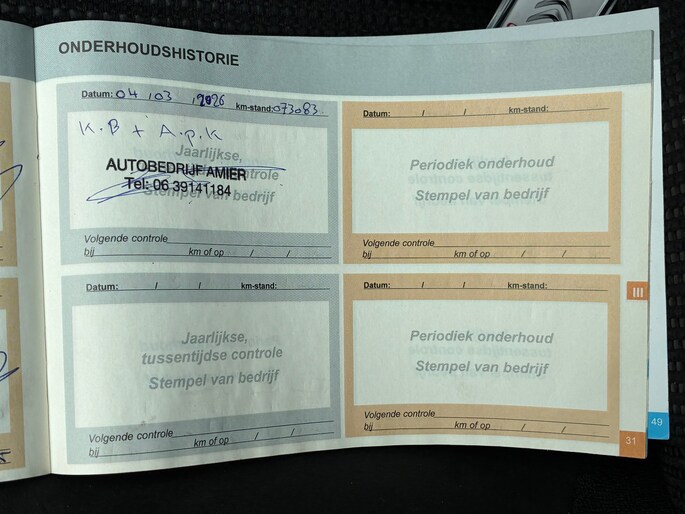 ONDERHOUDSHISTORIE
Datum: 04 / 03 / 2026 km-stand: 073083
K.B + A.p.K
Jaarlijkse,
AUTOBEDRIJF AMIER
Tel: 06 39141184
Stempel van bedrijf
Volgende controle
bij km of op / /
Datum: / / km-stand:
Periodiek onderhoud
Stempel van bedrijf
Volgende controle
bij km of op / /
Datum: / / km-stand:
Jaarlijkse,
tussentijdse controle
Stempel van bedrijf
Volgende controle
bij km of op / /
Datum: / / km-stand:
Periodiek onderhoud
Stempel van bedrijf
Volgende controle
bij km of op / /
III
31
49